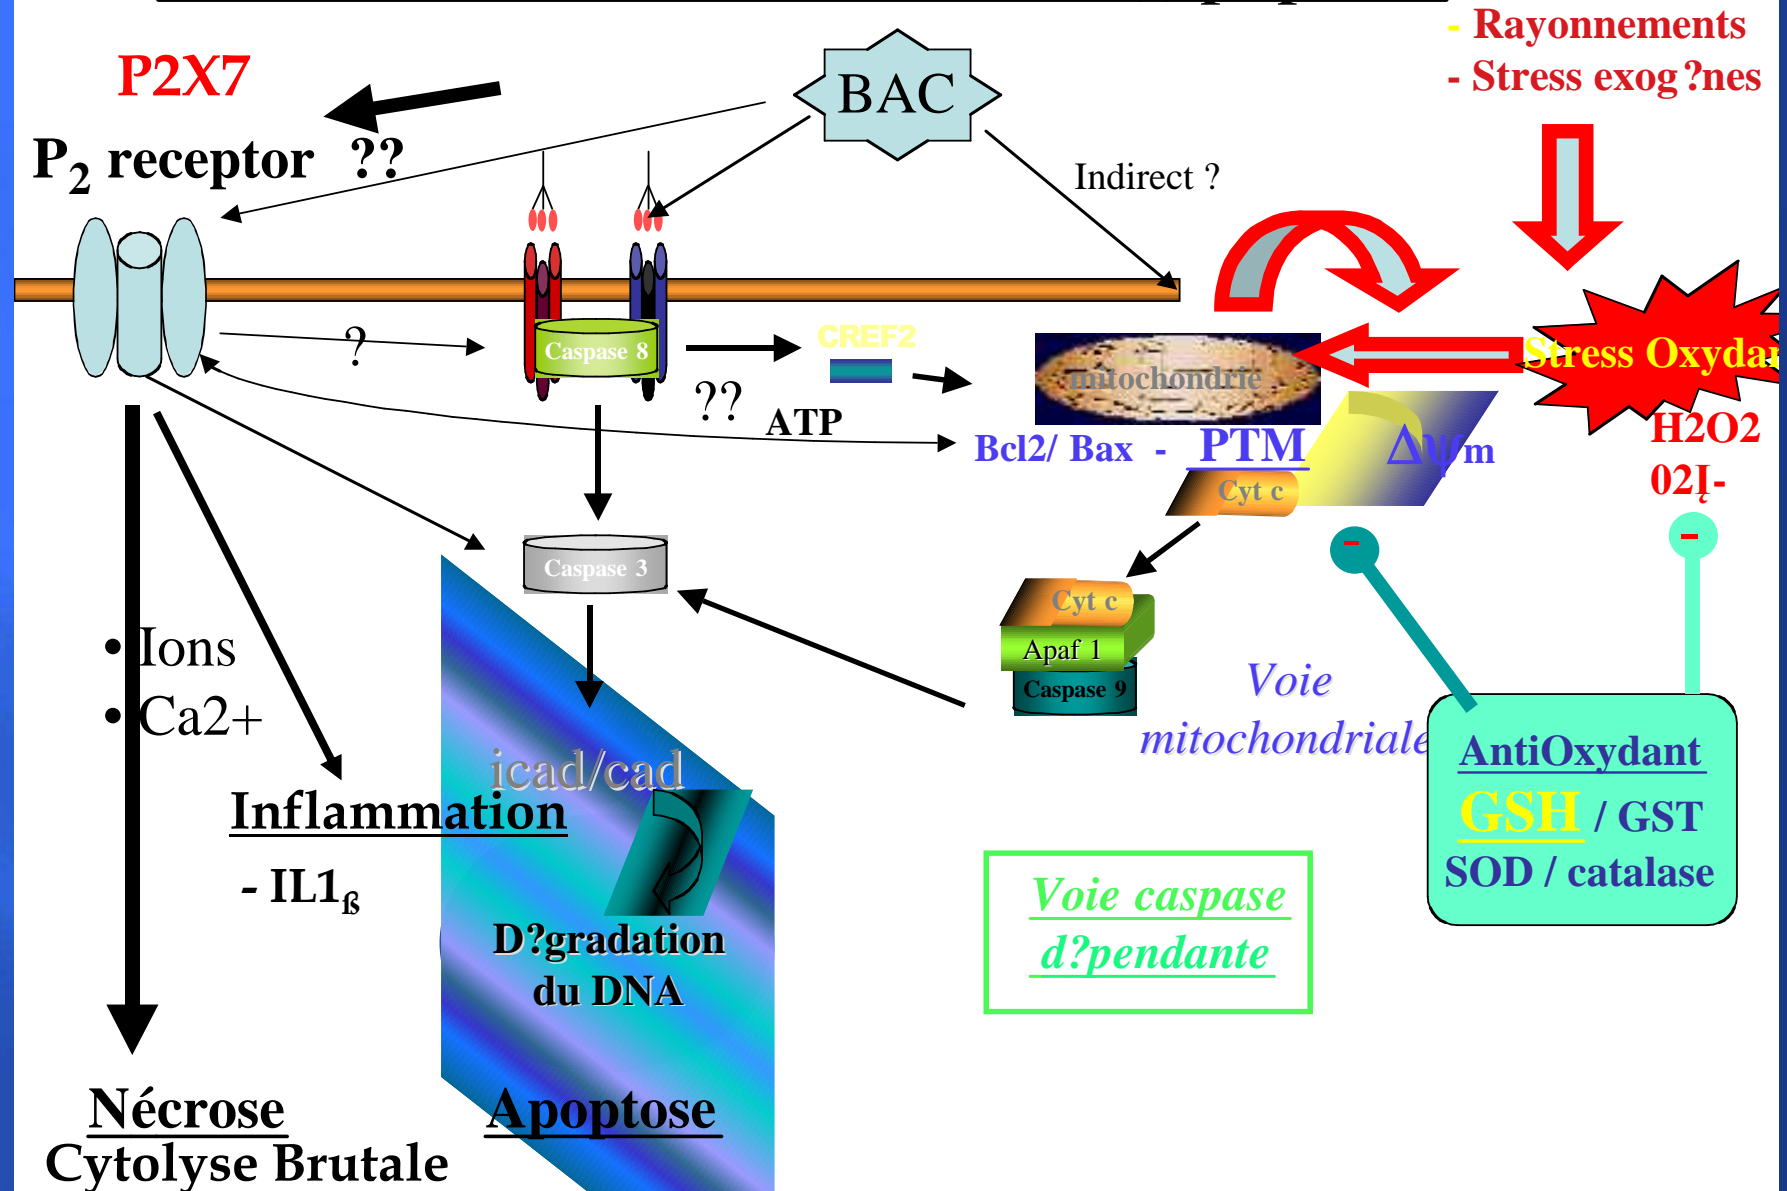 - Rayonnements
- Stress exog?nes
P2X7
BAC
P2 receptor ??
Indirect ?
?
Caspase 8
CREF2
mitochondrie
Stress Oxydan
??
ATP
Bcl2/ Bax - PTM
Δψm
H2O2
02Į-
Cyt c
-
-
Caspase 3
Cyt c
Apaf 1
Caspase 9
• Ions
• Ca2+
Voie
mitochondriale
icad/cad
AntiOxydant
GSH / GST
SOD / catalase
Inflammation
- IL1ß
Voie caspase
d?pendante
D?gradation
du DNA
Nécrose
Cytolyse Brutale
Apoptose